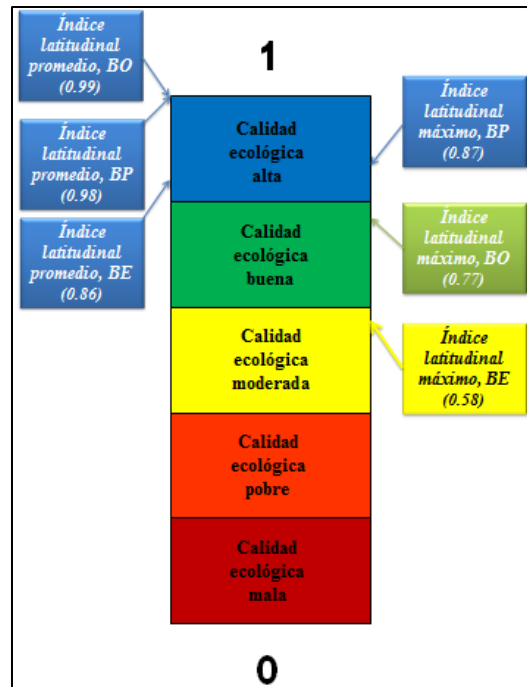 Índice
latitudinal
promedio, BO
(0.99)
Índice
latitudinal
promedio, BP
(0.98)
Índice
latitudinal
promedio, BE
(0.86)
1
Calidad
ecológica
alta
Calidad
ecológica
buena
Calidad
ecológica
moderada
Calidad
ecológica
pobre
Calidad
ecológica
mala
0
Índice
latitudinal
máximo, BP
(0.87)
Índice
latitudinal
máximo, BO
(0.77)
Índice
latitudinal
máximo, BE
(0.58)